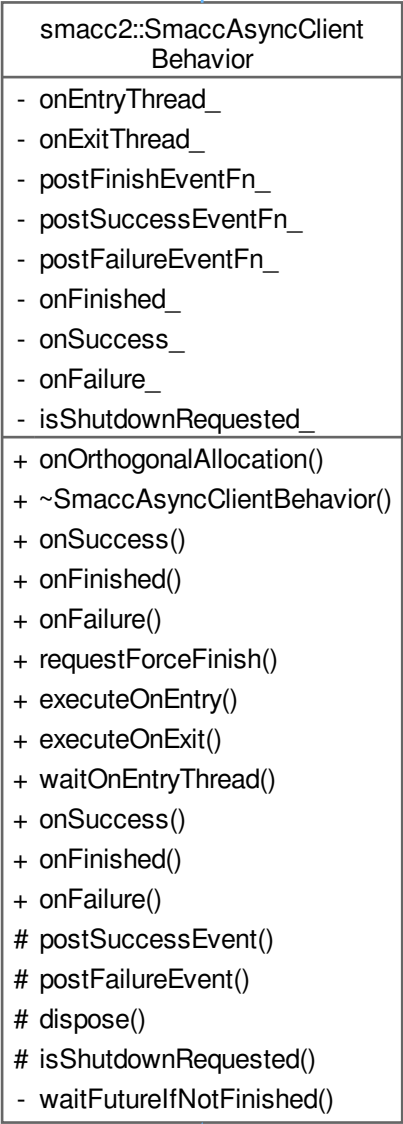 smacc2::SmaccAsyncClient
Behavior
- onEntryThread_
- onExitThread_
- postFinishEventFn_
- postSuccessEventFn_
- postFailureEventFn_
- onFinished_
- onSuccess_
- onFailure_
- isShutdownRequested_
+ onOrthogonalAllocation()
+ ~SmaccAsyncClientBehavior()
+ onSuccess()
+ onFinished()
+ onFailure()
+ requestForceFinish()
+ executeOnEntry()
+ executeOnExit()
+ waitOnEntryThread()
+ onSuccess()
+ onFinished()
+ onFailure()
# postSuccessEvent()
# postFailureEvent()
# dispose()
# isShutdownRequested()
- waitFutureIfNotFinished()